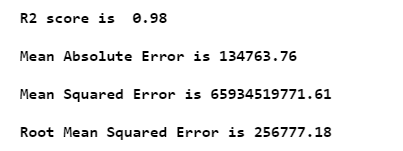 R2 score is  0.98
Mean Absolute Error is 134763.76
Mean Squared Error is 65934519771.61
Root Mean Squared Error is 256777.18